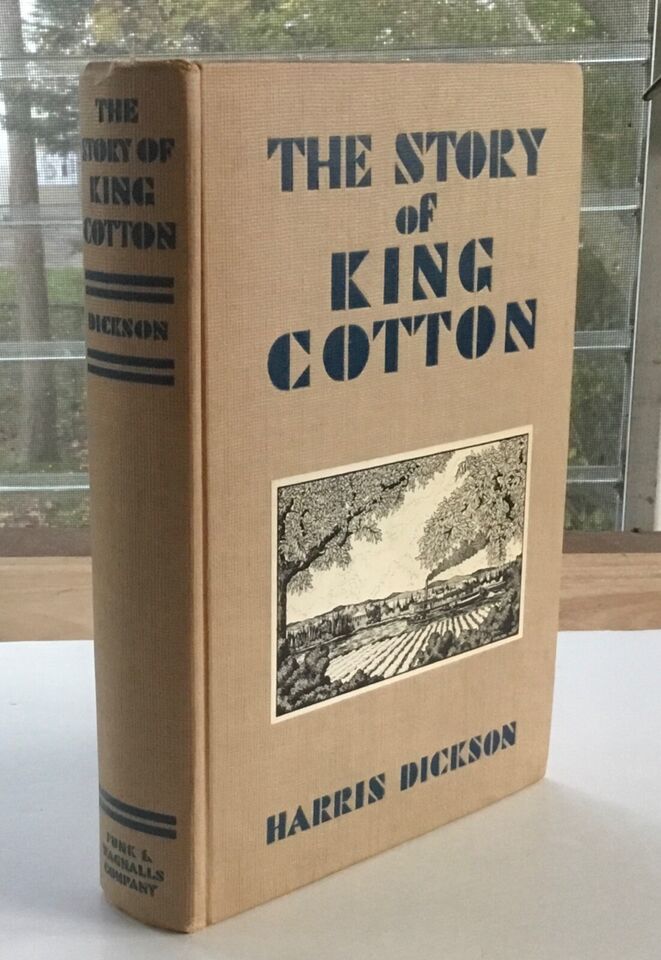 THE
STORY OF
KING
COTTON
DICKSON
FUNK &
WAGNALLS
COMPANY
THE STORY
of
KING
COTTON
HARRIS DICKSON